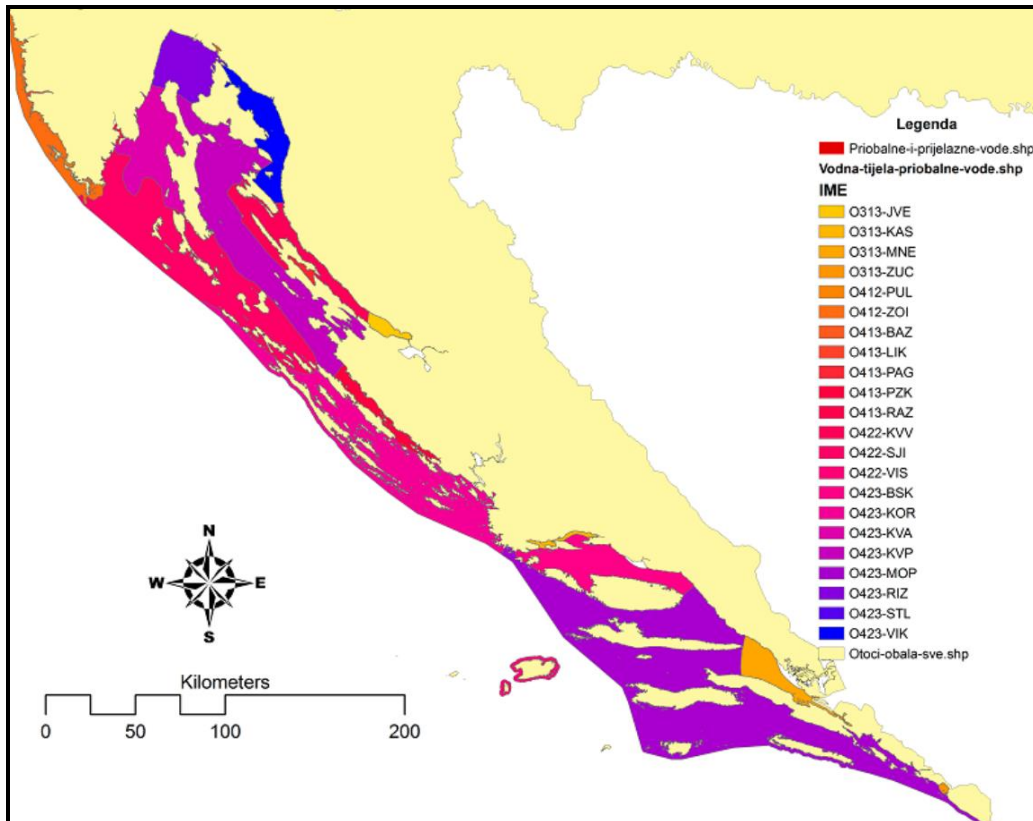 Legenda
Priobalne-i-prijelazne-vode.shp
Vodna-tijela-priobalne-vode.shp
IME
O313-JVE
O313-KAS
O313-MNE
O313-ZUC
O412-PUL
O412-ZOI
O413-BAZ
O413-LIK
O413-PAG
O413-PZK
O413-RAZ
O422-KVV
O422-SJI
O422-VIS
O423-BSK
O423-KOR
O423-KVA
O423-KVP
O423-MOP
O423-RIZ
O423-STL
O423-VIK
Otoci-obala-sve.shp
N
W E
S
Kilometers
0 50 100 200